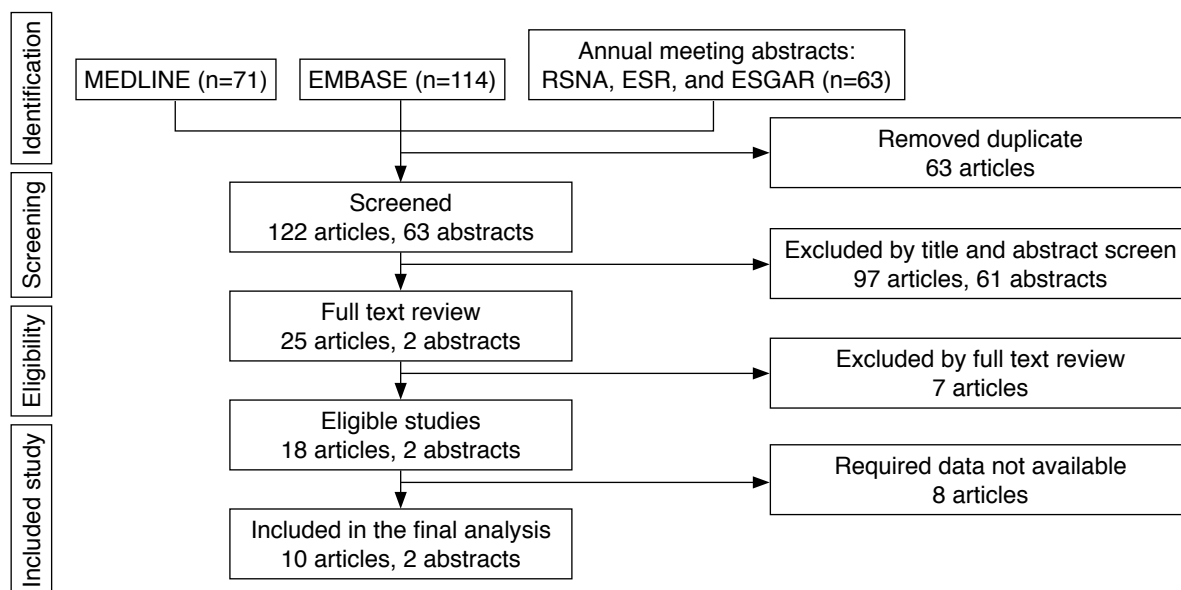 Identification
MEDLINE (n=71)
EMBASE (n=114)
Annual meeting abstracts:
RSNA, ESR, and ESGAR (n=63)
Removed duplicate
63 articles
Screening
Screened
122 articles, 63 abstracts
Excluded by title and abstract screen
97 articles, 61 abstracts
Eligibility
Full text review
25 articles, 2 abstracts
Excluded by full text review
7 articles
Included study
Eligible studies
18 articles, 2 abstracts
Required data not available
8 articles
Included in the final analysis
10 articles, 2 abstracts